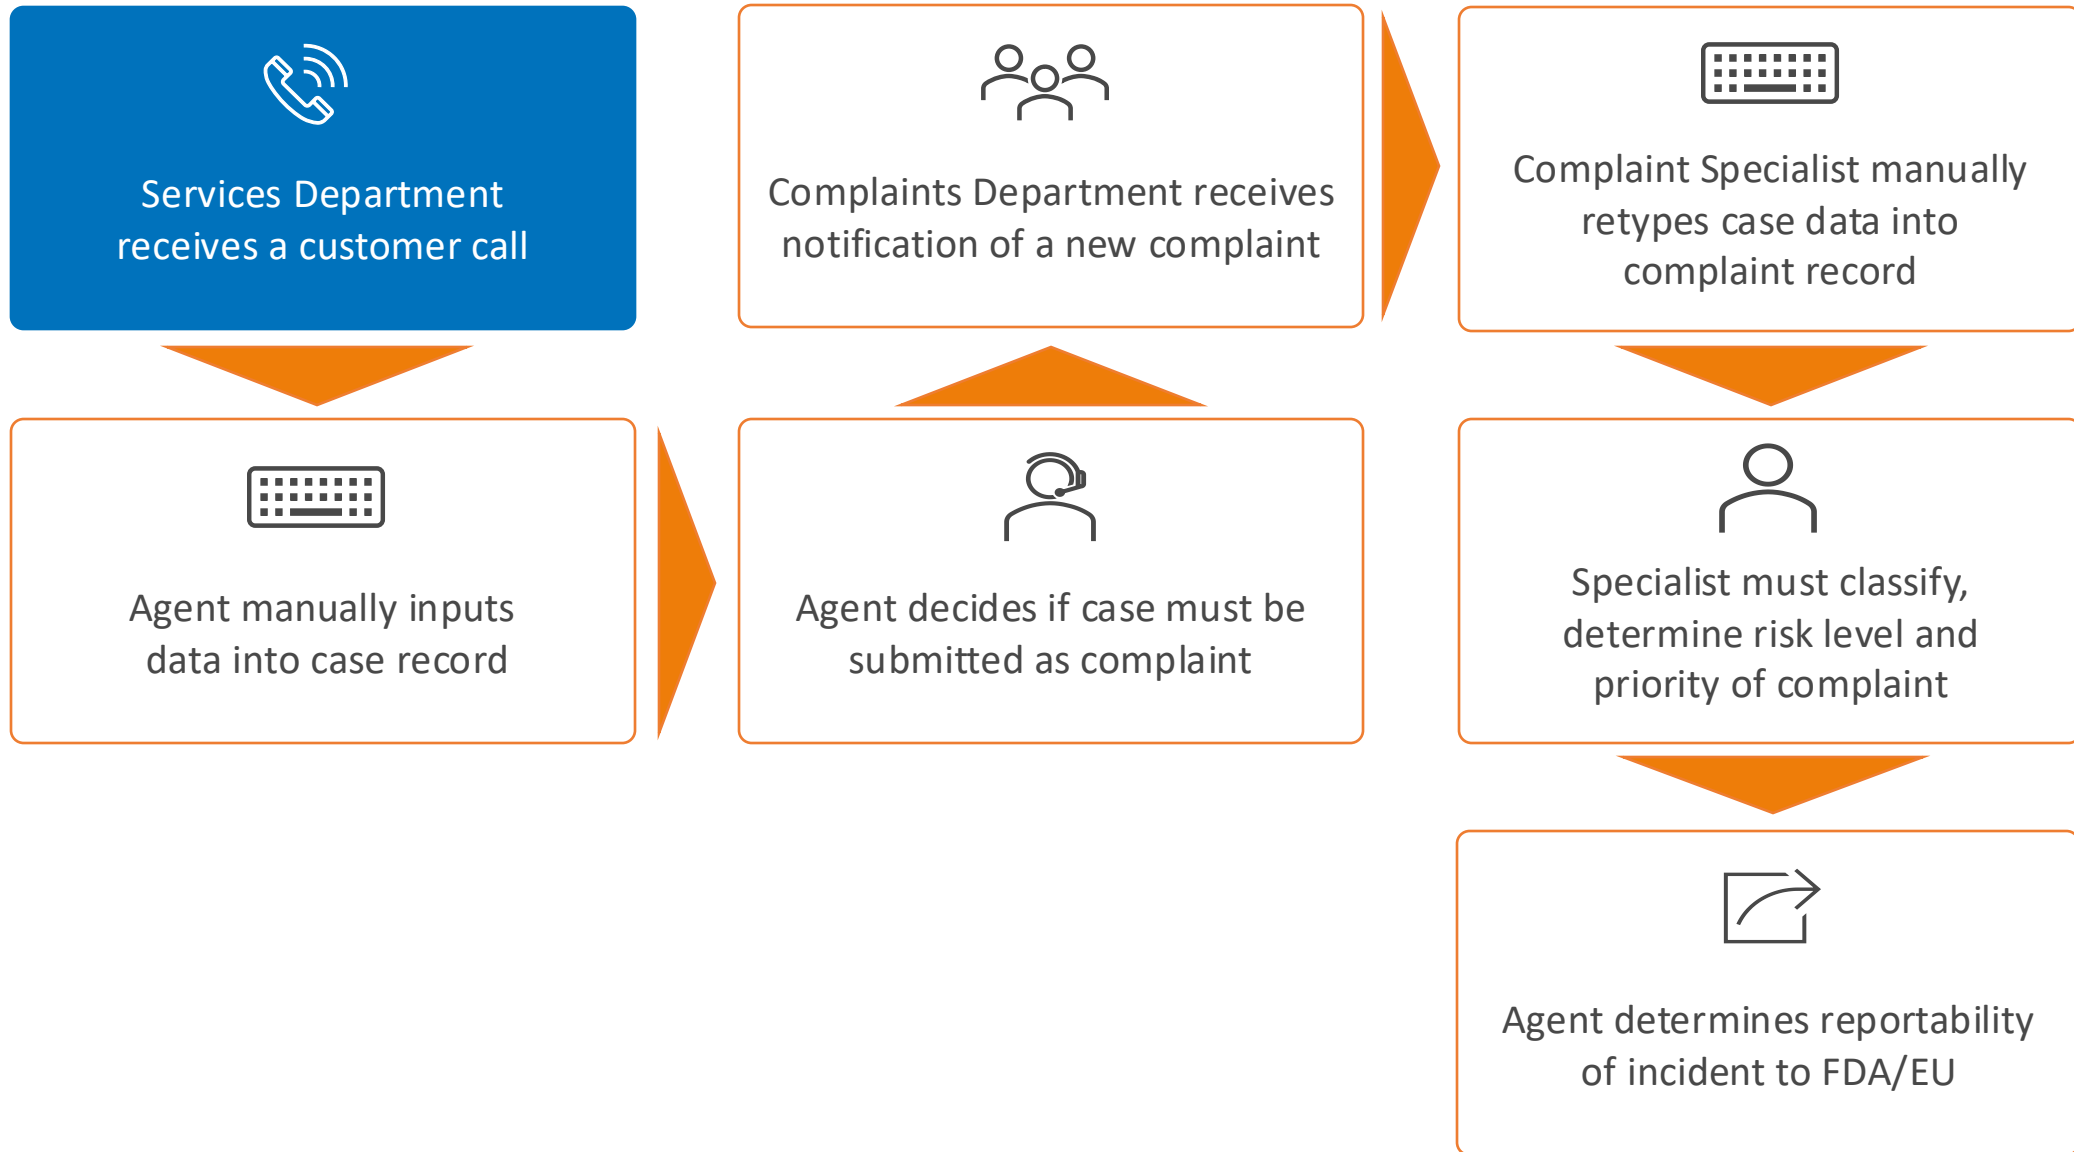 Services Department
receives a customer call
Agent manually inputs
data into case record
Agent decides if case must be
submitted as complaint
Complaints Department receives
notification of a new complaint
Complaint Specialist manually
retypes case data into
complaint record
Specialist must classify,
determine risk level and
priority of complaint
Agent determines reportability
of incident to FDA/EU